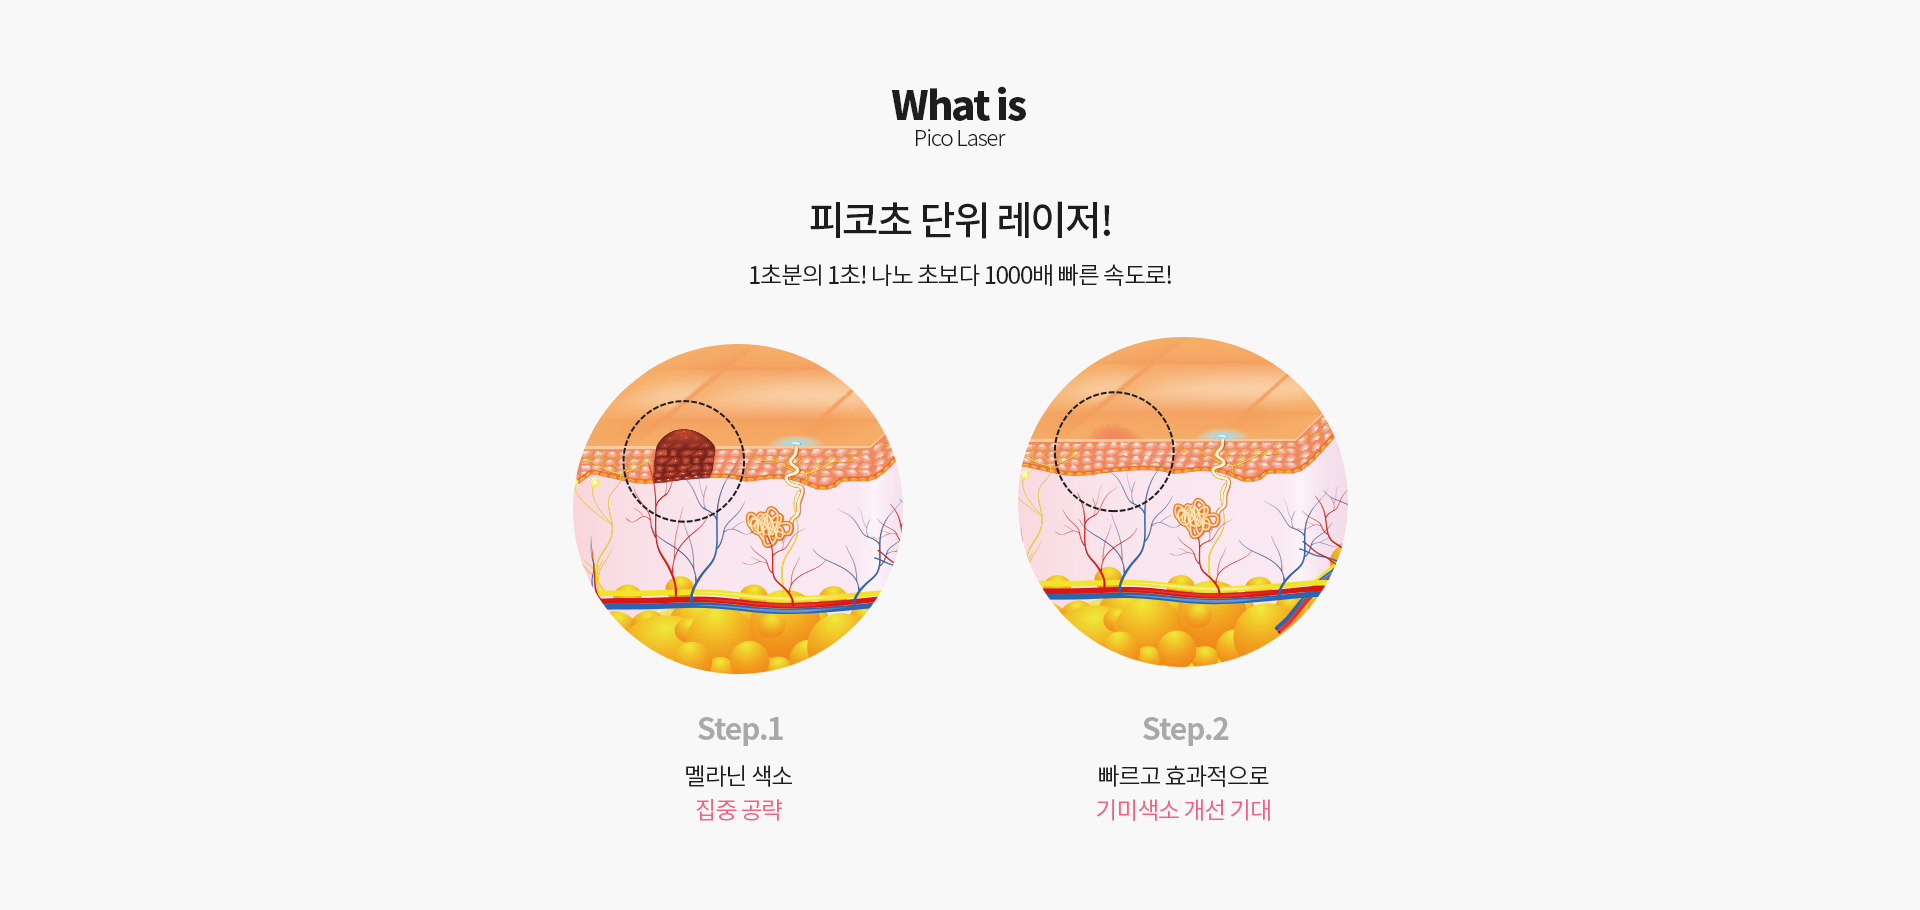 What is
Pico Laser
피코초 단위 레이저!
1초분의 1초! 나노 초보다 1000배 빠른 속도로!
Step.1
멜라닌 색소
집중 공략
Step.2
빠르고 효과적으로
기미색소 개선 기대